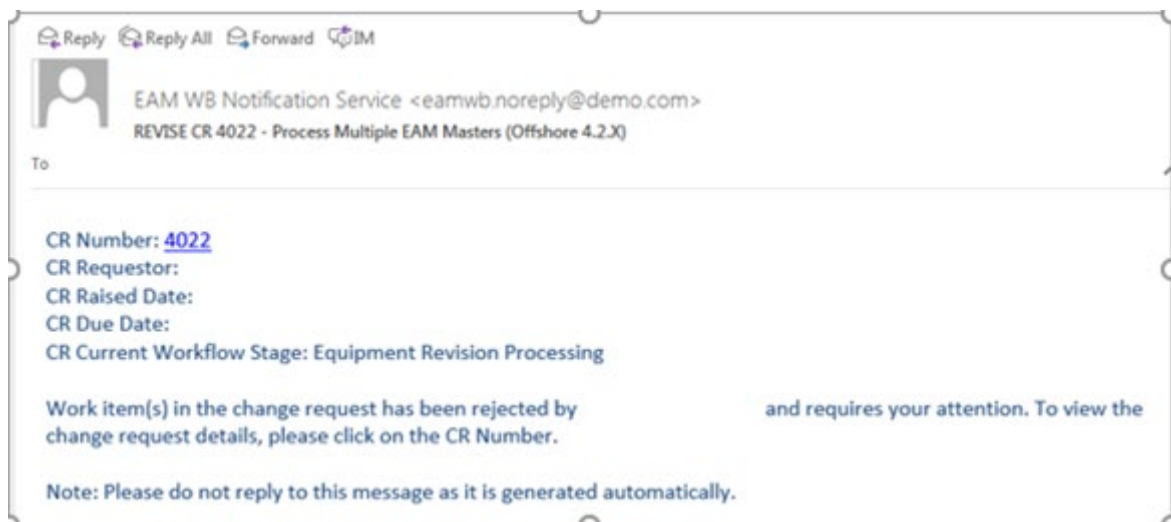 Reply Reply All Forward IM
EAM WB Notification Service <eamwb.noreply@demo.com>
REVISE CR 4022 - Process Multiple EAM Masters (Offshore 4.2.X)
To
CR Number: 4022
CR Requestor:
CR Raised Date:
CR Due Date:
CR Current Workflow Stage: Equipment Revision Processing
Work item(s) in the change request has been rejected by and requires your attention. To view the
change request details, please click on the CR Number.
Note: Please do not reply to this message as it is generated automatically.